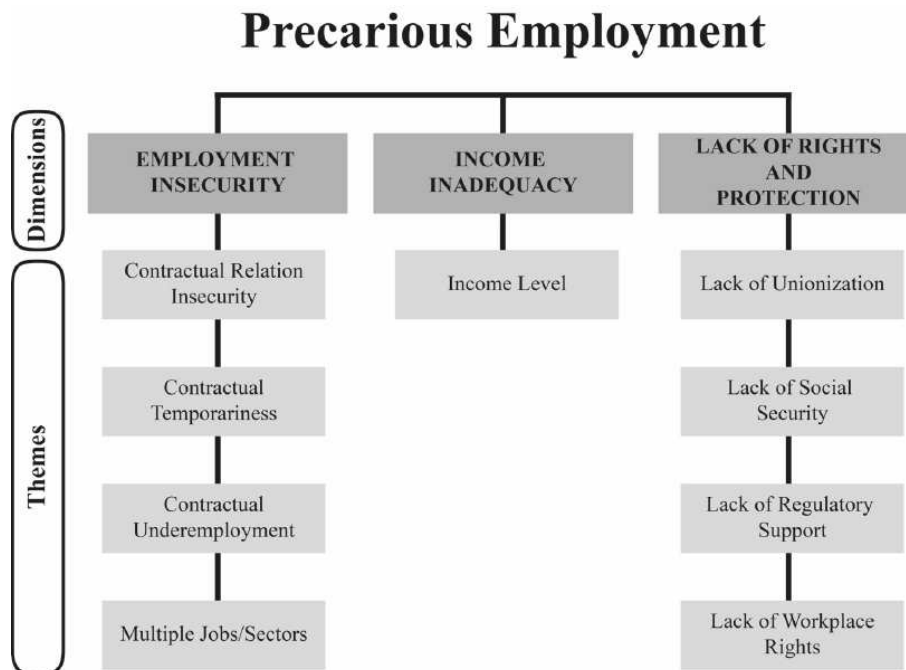 Precarious Employment
Dimensions
EMPLOYMENT
INSECURITY
INCOME
INADEQUACY
LACK OF RIGHTS
AND
PROTECTION
Themes
Contractual Relation
Insecurity
Income Level
Lack of Unionization
Contractual
Temporariness
Lack of Social
Security
Contractual
Underemployment
Lack of Regulatory
Support
Multiple Jobs/Sectors
Lack of Workplace
Rights